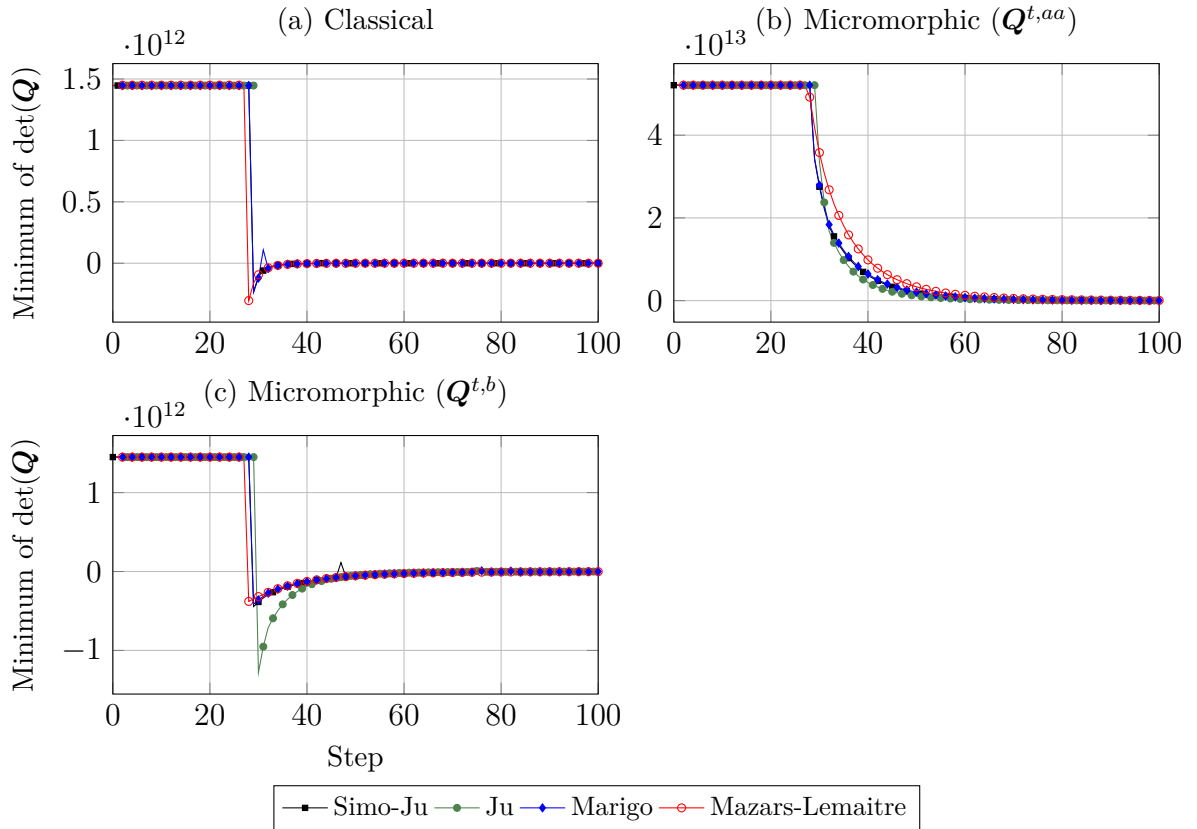 (a) Classical
·10^12
Minimum of det(Q)
1.5
1
0.5
0
0 20 40 60 80 100
(b) Micromorphic (Q^{t,aa})
·10^13
4
2
0
0 20 40 60 80 100
(c) Micromorphic (Q^{t,b})
·10^12
Minimum of det(Q)
1
0
−1
0 20 40 60 80 100
Step
Simo-Ju Ju Marigo Mazars-Lemaitre